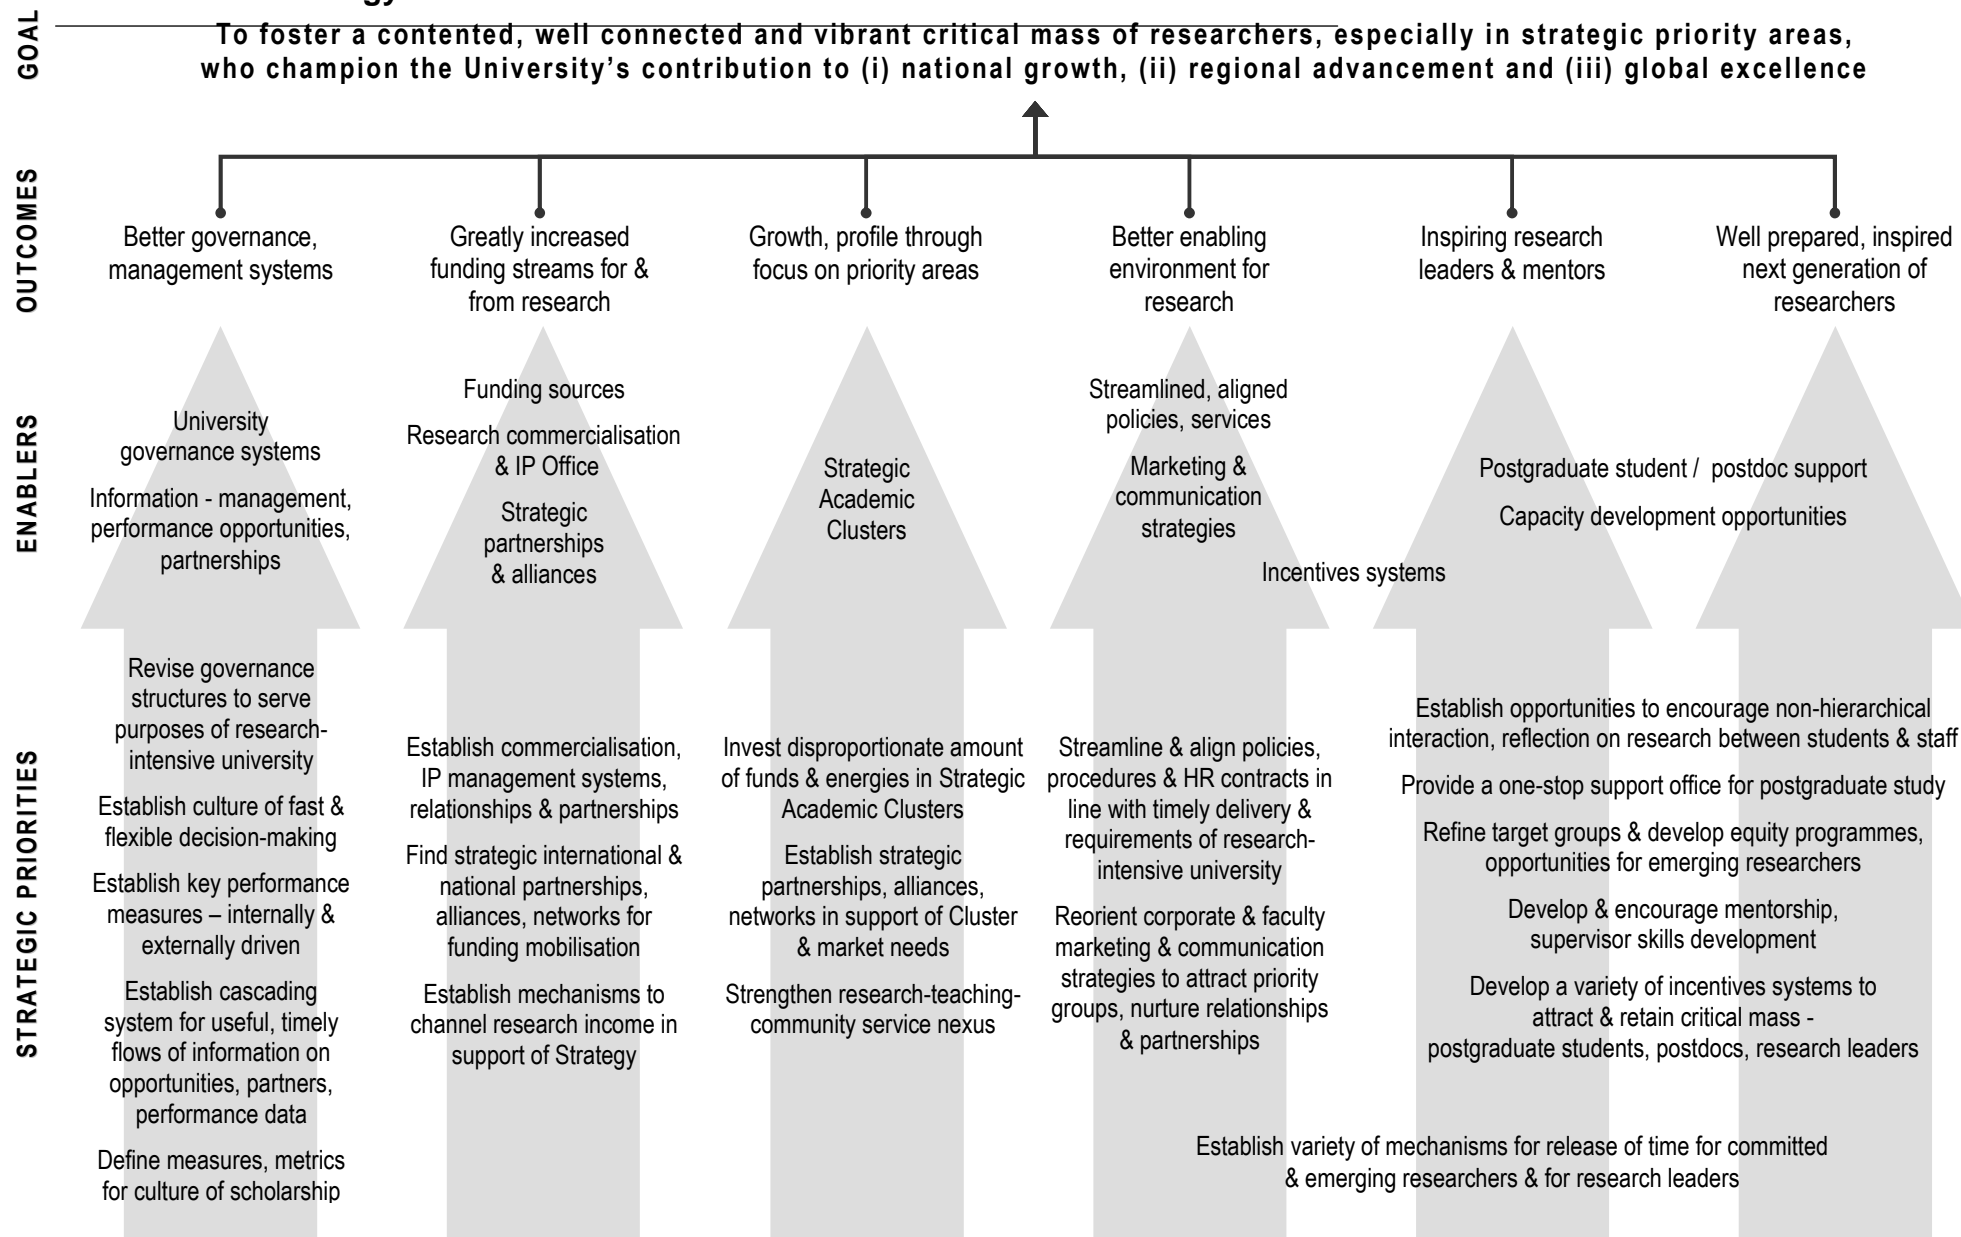 GOAL
To foster a contented, well connected and vibrant critical mass of researchers, especially in strategic priority areas,
who champion the University’s contribution to (i) national growth, (ii) regional advancement and (iii) global excellence
OUTCOMES
Better governance,
management systems
Greatly increased
funding streams for &
from research
Growth, profile through
focus on priority areas
Better enabling
environment for
research
Inspiring research
leaders & mentors
Well prepared, inspired
next generation of
researchers
ENABLERS
University
governance systems
Information - management,
performance opportunities,
partnerships
Funding sources
Research commercialisation
& IP Office
Strategic
partnerships
& alliances
Strategic
Academic
Clusters
Streamlined, aligned
policies, services
Marketing &
communication
strategies
Incentives systems
Postgraduate student / postdoc support
Capacity development opportunities
STRATEGIC PRIORITIES
Revise governance
structures to serve
purposes of research-
intensive university
Establish culture of fast &
flexible decision-making
Establish key performance
measures – internally &
externally driven
Establish cascading
system for useful, timely
flows of information on
opportunities, partners,
performance data
Define measures, metrics
for culture of scholarship
Establish commercialisation,
IP management systems,
relationships & partnerships
Find strategic international &
national partnerships,
alliances, networks for
funding mobilisation
Establish mechanisms to
channel research income in
support of Strategy
Invest disproportionate amount
of funds & energies in Strategic
Academic Clusters
Establish strategic
partnerships, alliances,
networks in support of Cluster
& market needs
Strengthen research-teaching-
community service nexus
Streamline & align policies,
procedures & HR contracts in
line with timely delivery &
requirements of research-
intensive university
Reorient corporate & faculty
marketing & communication
strategies to attract priority
groups, nurture relationships
& partnerships
Establish opportunities to encourage non-hierarchical
interaction, reflection on research between students & staff
Provide a one-stop support office for postgraduate study
Refine target groups & develop equity programmes,
opportunities for emerging researchers
Develop & encourage mentorship,
supervisor skills development
Develop a variety of incentives systems to
attract & retain critical mass -
postgraduate students, postdocs, research leaders
Establish variety of mechanisms for release of time for committed
& emerging researchers & for research leaders